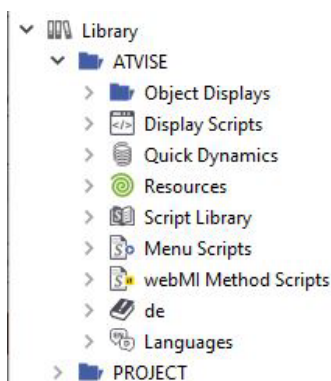 Library
ATVISE
Object Displays
Display Scripts
Quick Dynamics
Resources
Script Library
Menu Scripts
webMI Method Scripts
de
Languages
PROJECT